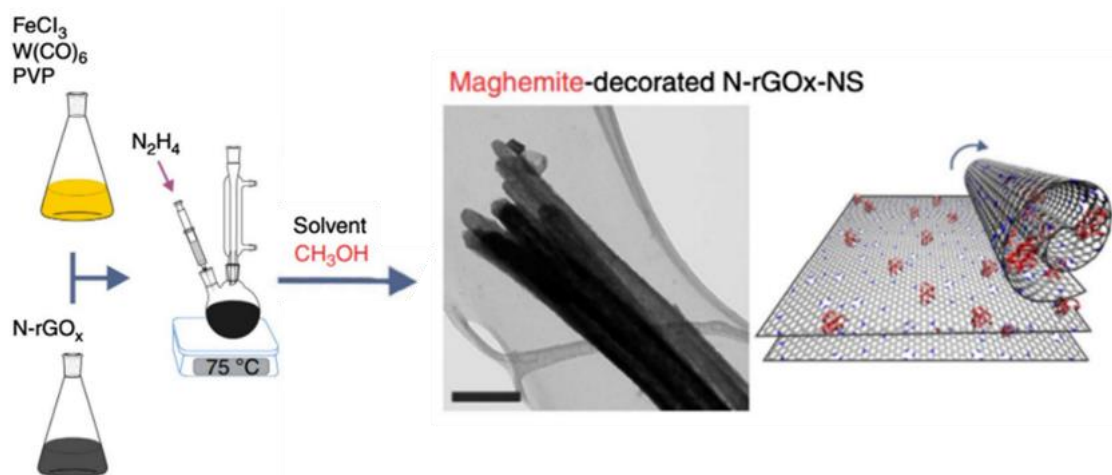 FeCl₃
W(CO)₆
PVP
N₂H₄
75 °C
N-rGOₓ
Solvent
CH₃OH
Maghemite-decorated N-rGOx-NS